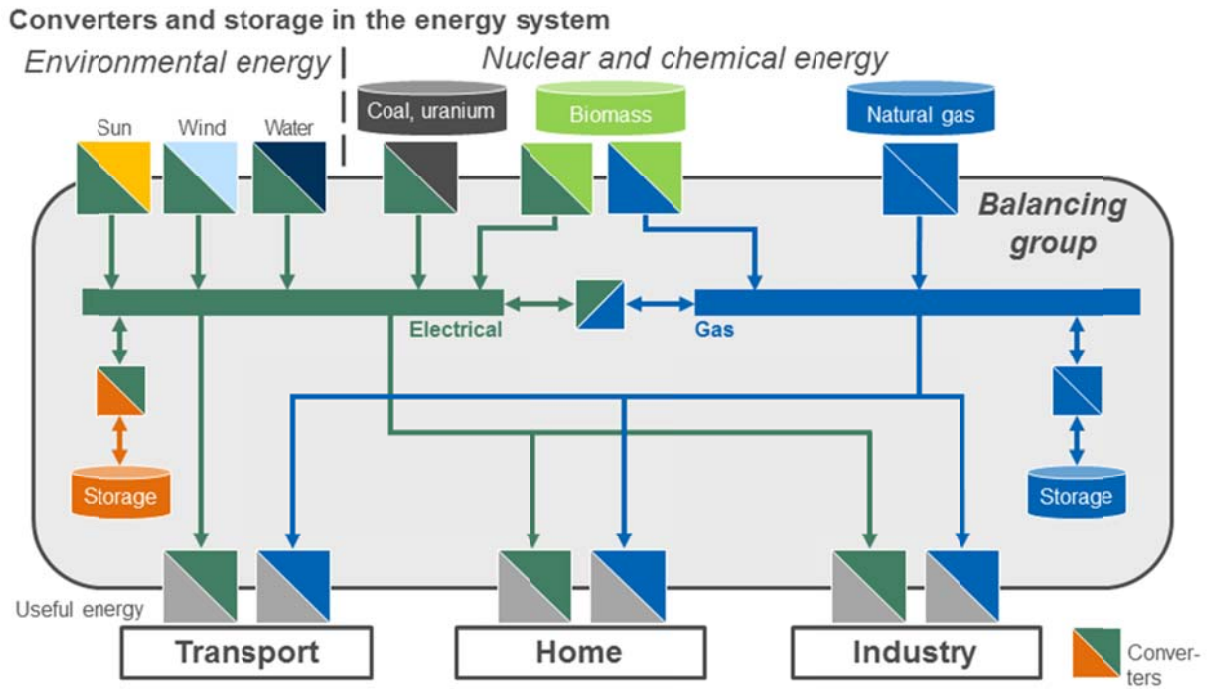 Converters and storage in the energy system
Environmental energy
Nuclear and chemical energy
Coal, uranium
Biomass
Natural gas
Sun
Wind
Water
Balancing
group
Electrical
Gas
Storage
Storage
Useful energy
Transport
Home
Industry
Conver-
ters